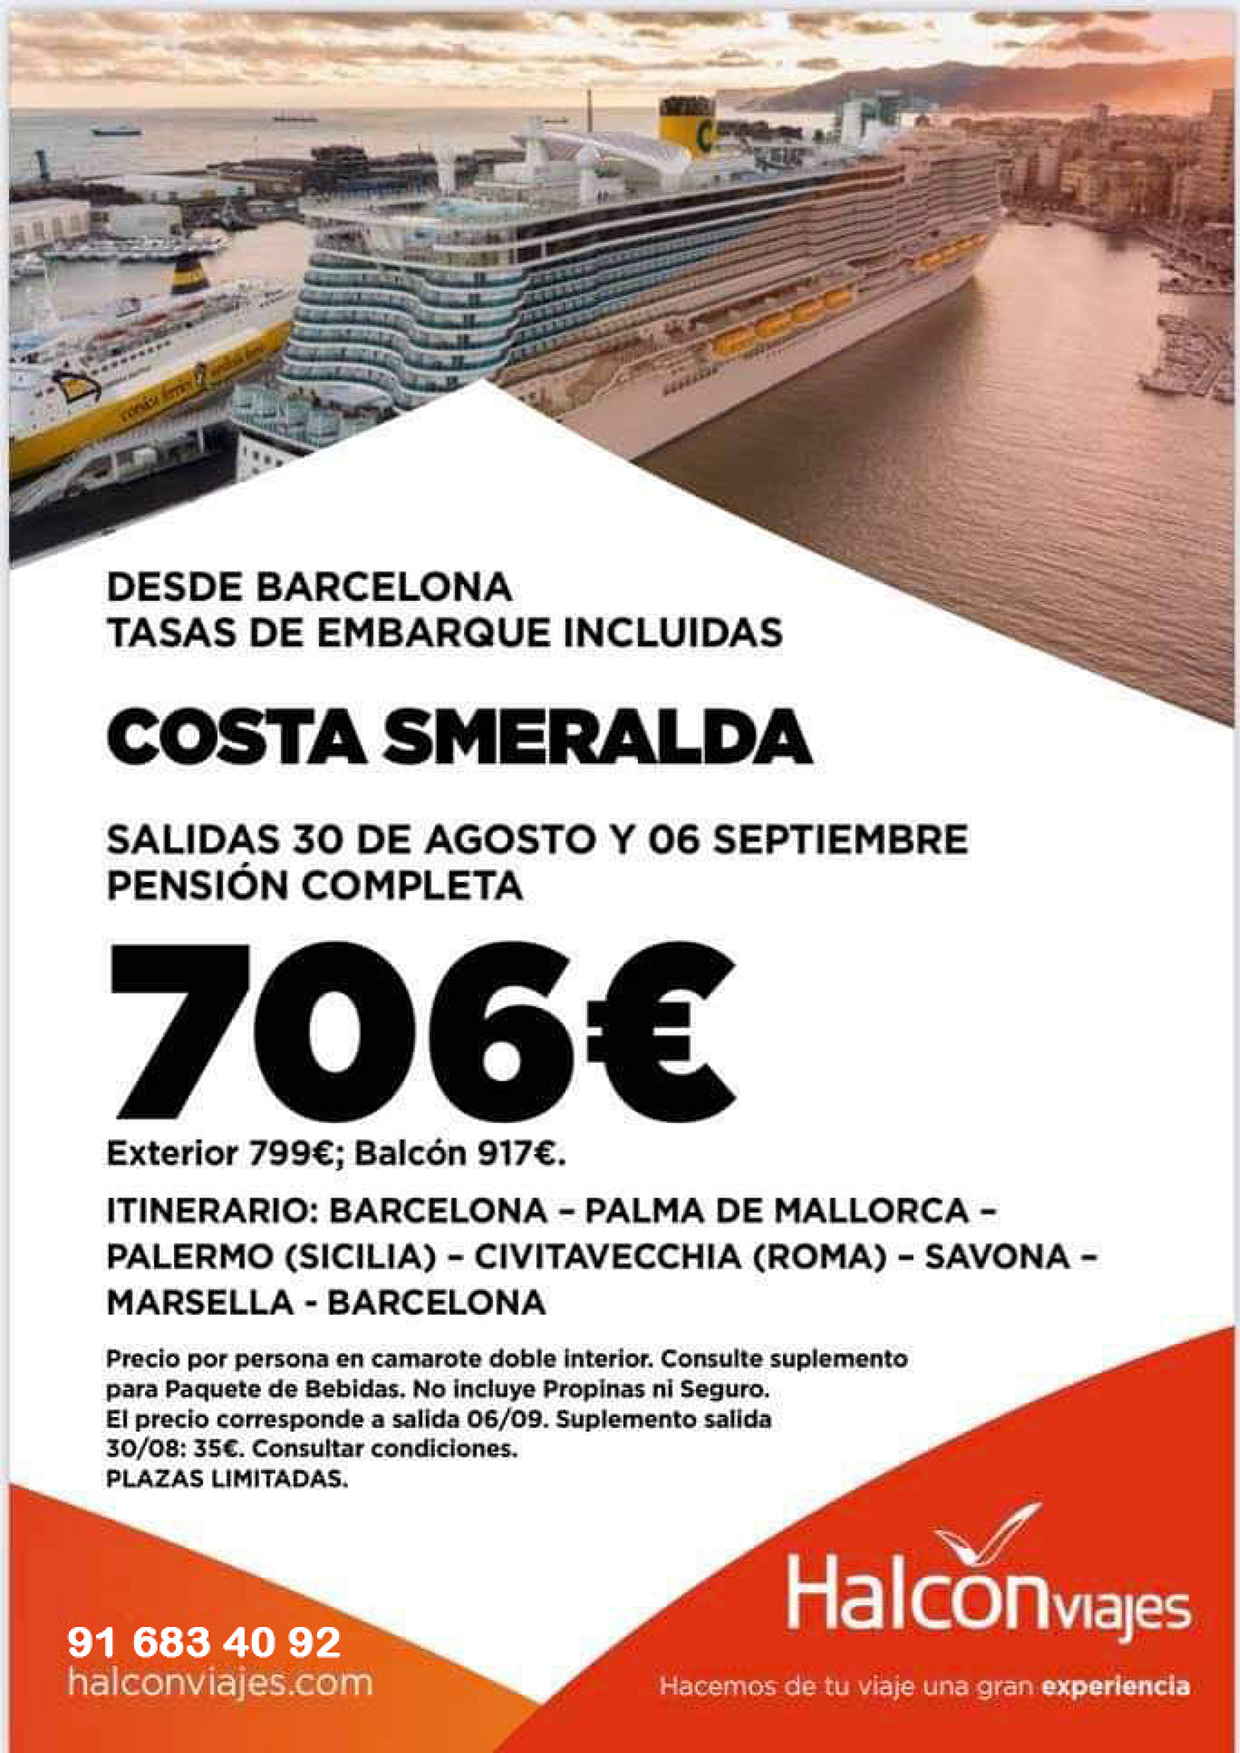 corsica ferries
DESDE BARCELONA
TASAS DE EMBARQUE INCLUIDAS
COSTA SMERALDA
SALIDAS 30 DE AGOSTO Y 06 SEPTIEMBRE
PENSIÓN COMPLETA
706€
Exterior 799€; Balcón 917€.
ITINERARIO: BARCELONA – PALMA DE MALLORCA –
PALERMO (SICILIA) – CIVITAVECCHIA (ROMA) – SAVONA –
MARSELLA - BARCELONA
Precio por persona en camarote doble interior. Consulte suplemento
para Paquete de Bebidas. No incluye Propinas ni Seguro.
El precio corresponde a salida 06/09. Suplemento salida
30/08: 35€. Consultar condiciones.
PLAZAS LIMITADAS.
Halcón viajes
91 683 40 92
halconviajes.com
Hacemos de tu viaje una gran experiencia